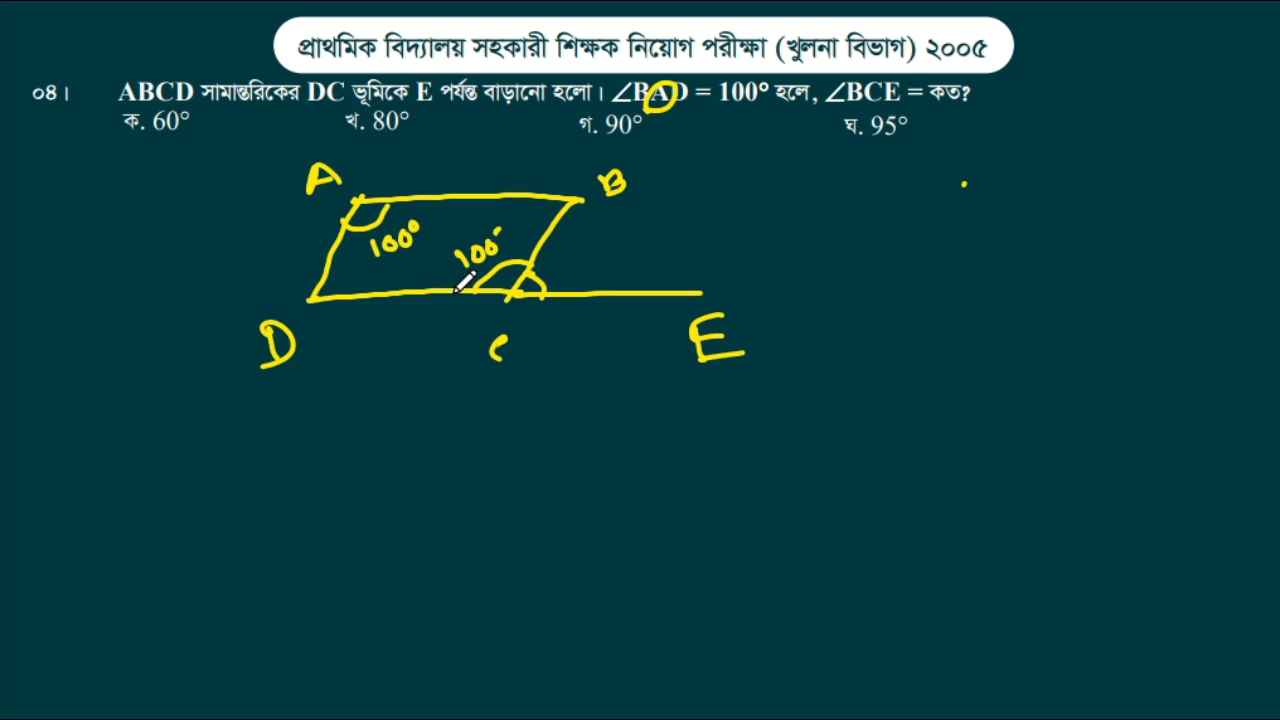 প্রাথমিক বিদ্যালয় সহকারী শিক্ষক নিয়োগ পরীক্ষা (খুলনা বিভাগ) ২০০৫
০৪। ABCD সামান্তরিকের DC ভূমিকে E পর্যন্ত বাড়ানো হলো। ∠BAD = 100° হলে, ∠BCE = কত?
ক. 60° খ. 80° গ. 90° ঘ. 95°
A B
100° 100°
D C E